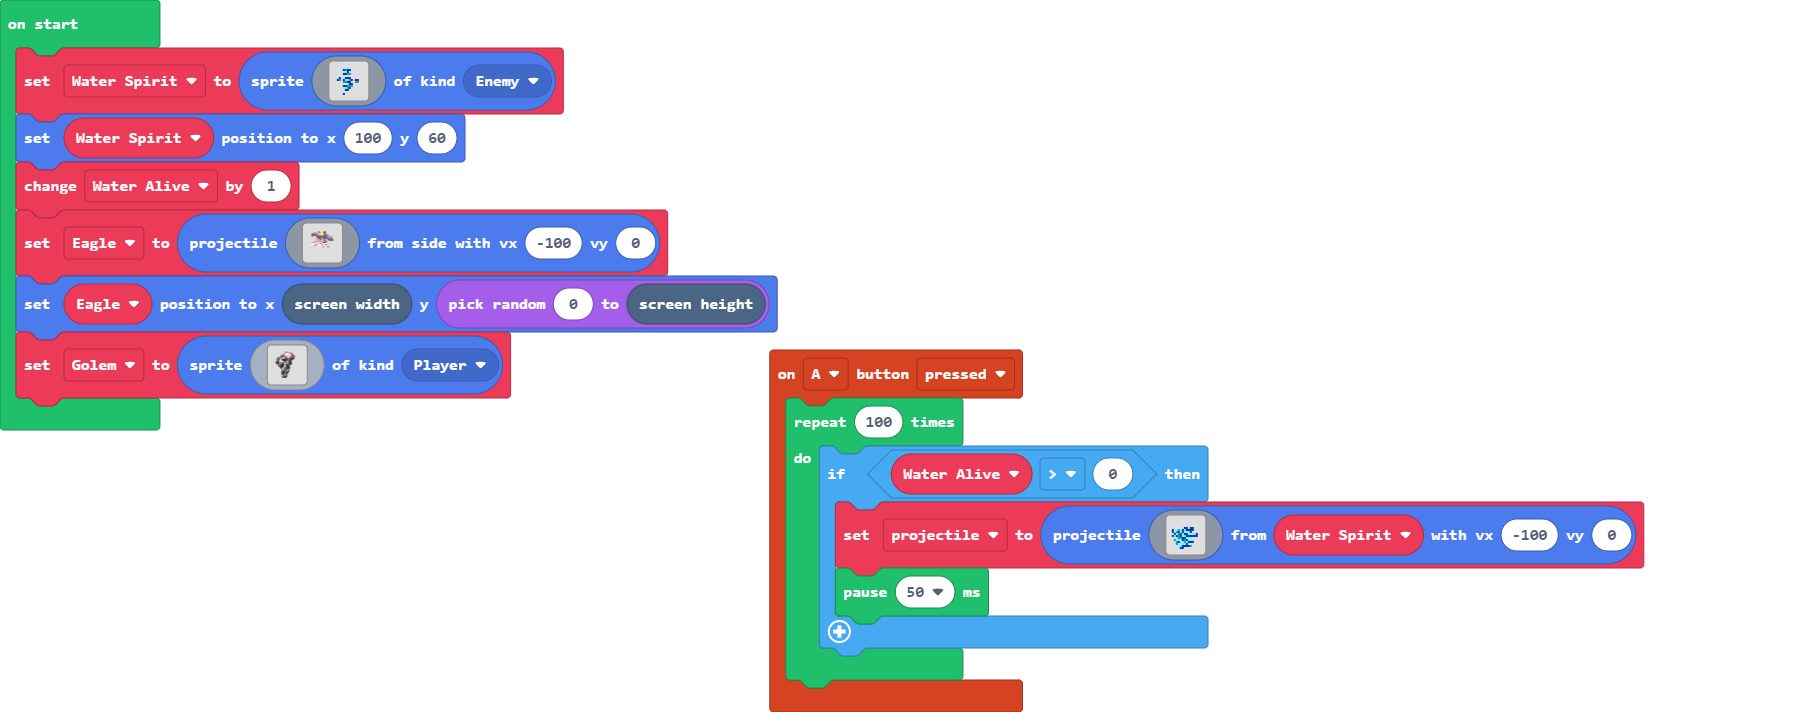 on start
set Water Spirit to sprite of kind Enemy
set Water Spirit position to x 100 y 60
change Water Alive by 1
set Eagle to projectile from side with vx -100 vy 0
set Eagle position to x screen width y pick random 0 to screen height
set Golem to sprite of kind Player
on A button pressed
repeat 100 times
do
if Water Alive > 0 then
set projectile to projectile from Water Spirit with vx -100 vy 0
pause 50 ms